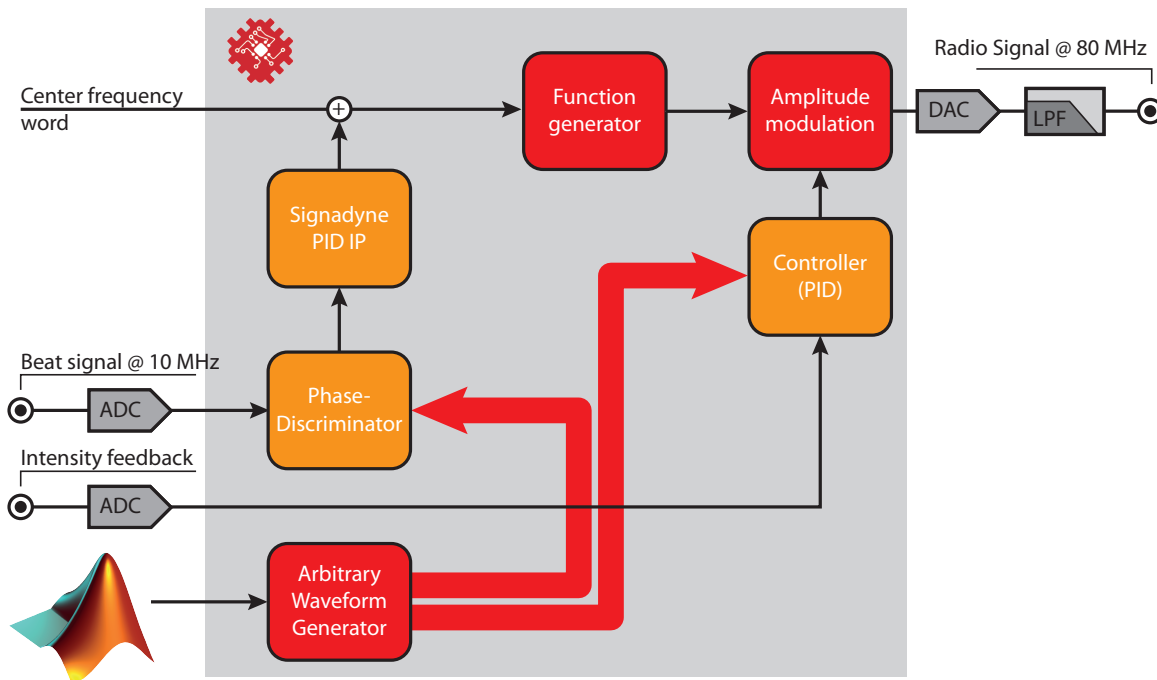 Radio Signal @ 80 MHz
Center frequency
word
Function
generator
Amplitude
modulation
DAC
LPF
+
Signadyne
PID IP
Controller
(PID)
Beat signal @ 10 MHz
ADC
Phase-
Discriminator
Intensity feedback
ADC
Arbitrary
Waveform
Generator